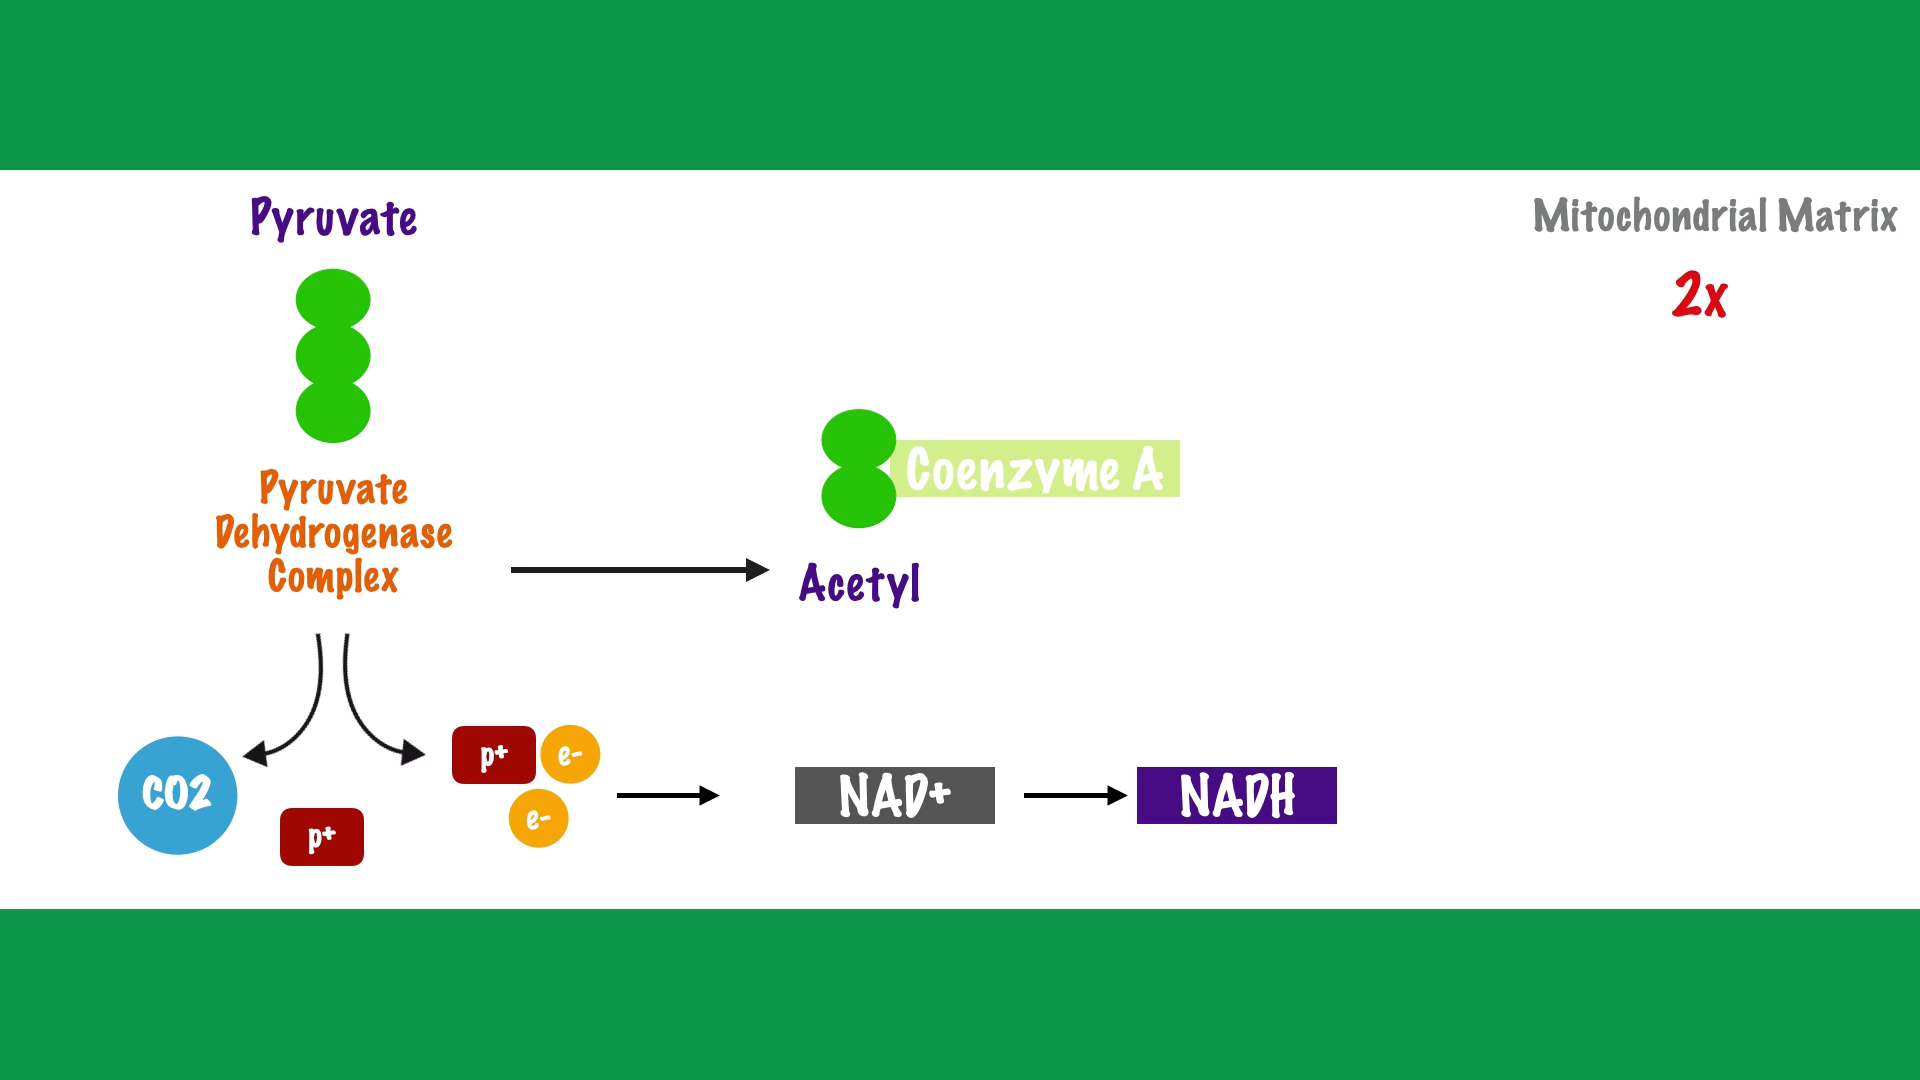 Pyruvate
Mitochondrial Matrix
2x
Coenzyme A
Pyruvate
Dehydrogenase
Complex
Acetyl
p+
e-
CO2
NAD+
NADH
e-
p+